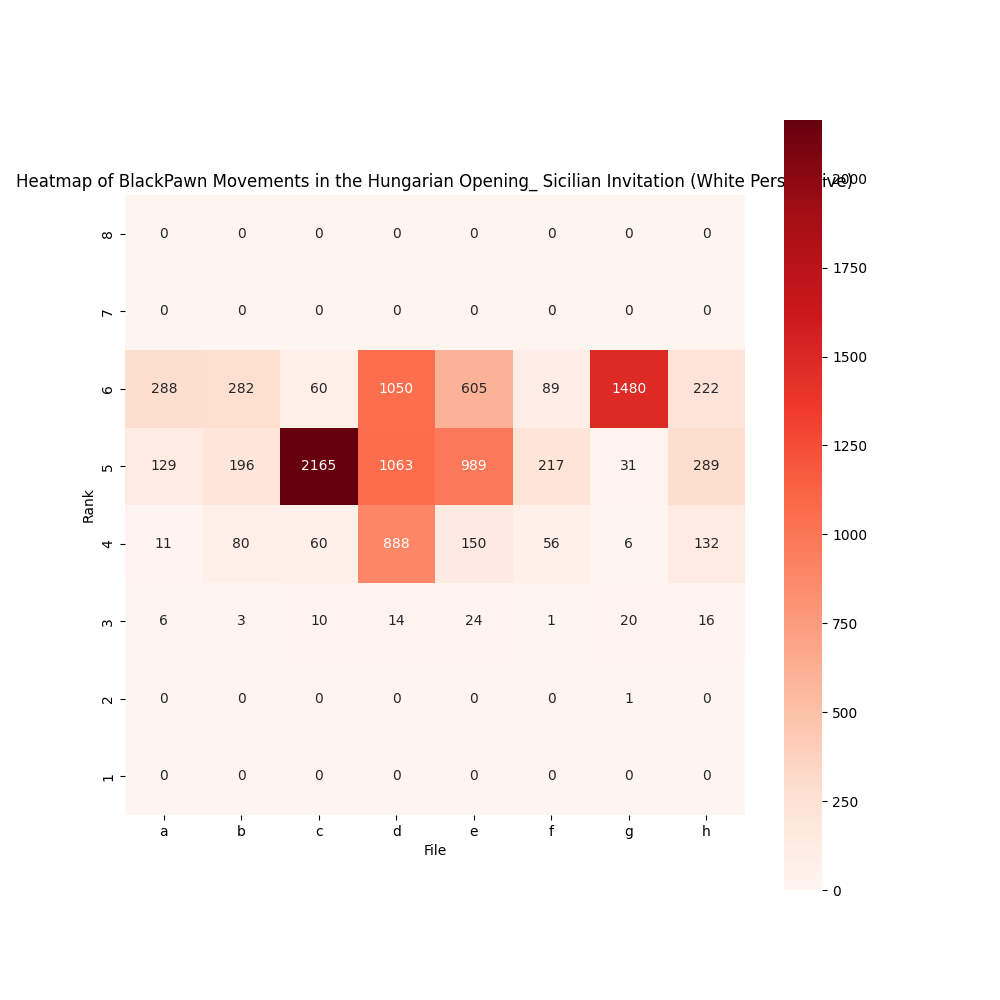 Heatmap of BlackPawn Movements in the Hungarian Opening_ Sicilian Invitation (White Perspective)
2000
8 0 0 0 0 0 0 0 0
1750
7 0 0 0 0 0 0 0 0
1500
6 288 282 60 1050 605 89 1480 222
1250
5 129 196 2165 1063 989 217 31 289
Rank
1000
4 11 80 60 888 150 56 6 132
750
3 6 3 10 14 24 1 20 16
500
2 0 0 0 0 0 0 1 0
1 0 0 0 0 0 0 0 0
250
a b c d e f g h
File
0